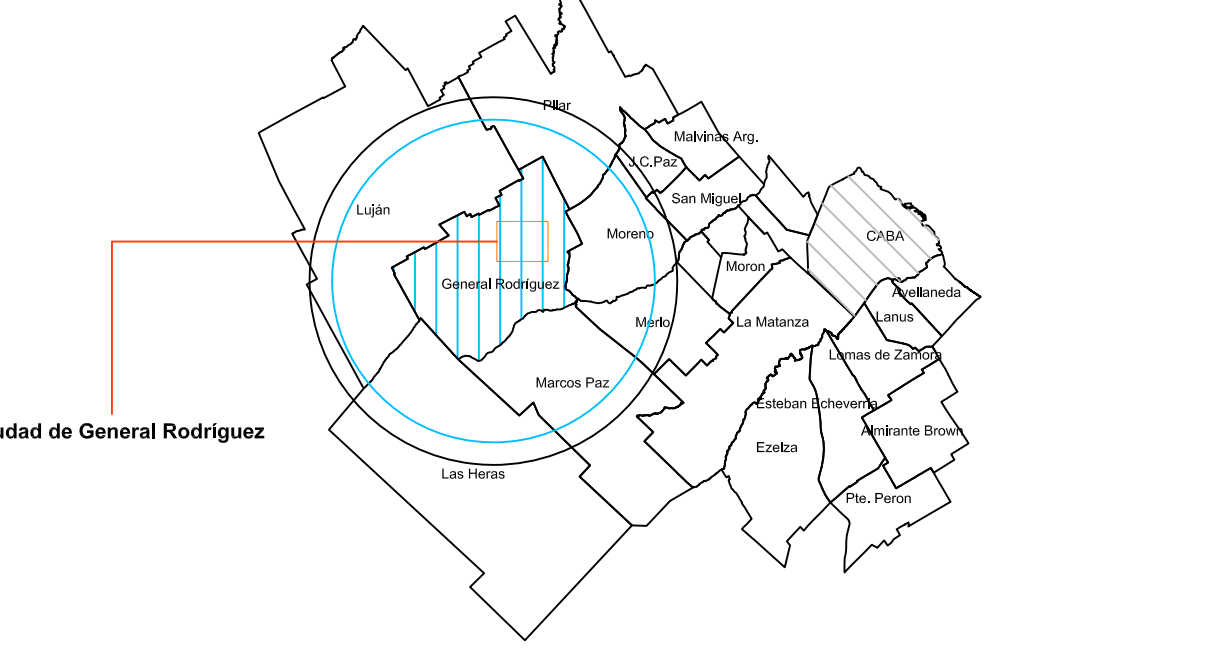 Pilar
Malvinas Arg.
J.C.Paz
San Miguel
Luján
Moreno
CABA
Moron
General Rodríguez
Avellaneda
Lanus
Merlo
La Matanza
Lomas de Zamora
Marcos Paz
Esteban Echeverria
udad de General Rodríguez
Almirante Brown
Ezelza
Las Heras
Pte. Peron